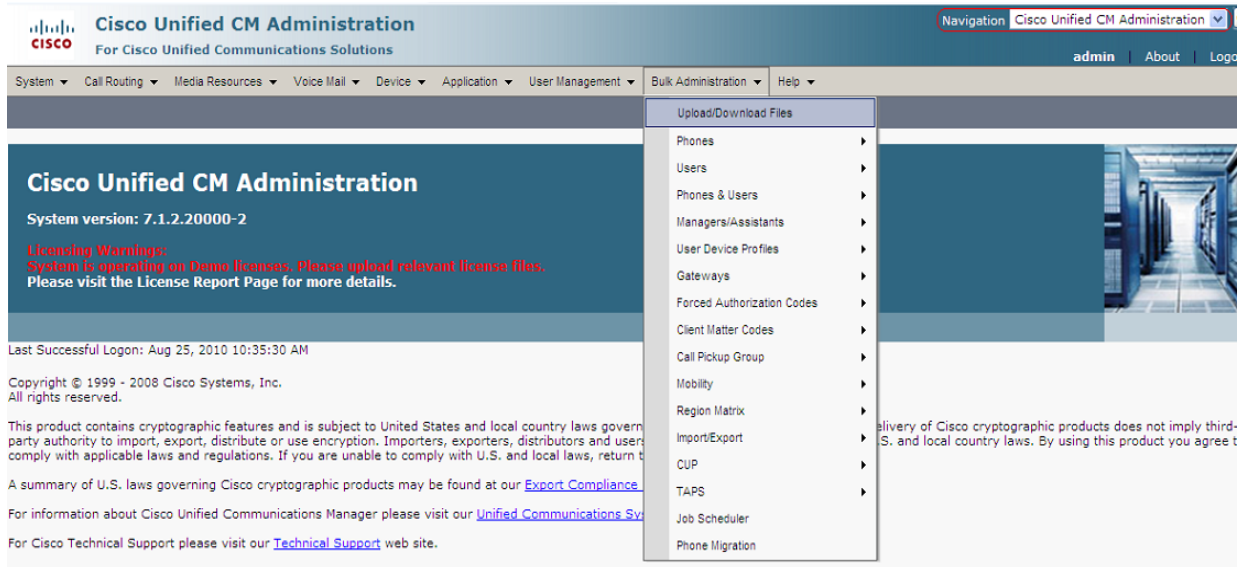 Cisco Unified CM Administration
CISCO
For Cisco Unified Communications Solutions
Navigation Cisco Unified CM Administration
admin | About | Logo
System Call Routing Media Resources Voice Mail Device Application User Management Bulk Administration Help
Upload/Download Files
Phones
Users
Phones & Users
Managers/Assistants
User Device Profiles
Gateways
Forced Authorization Codes
Client Matter Codes
Call Pickup Group
Mobility
Region Matrix
Import/Export
CUP
TAPS
Job Scheduler
Phone Migration
Cisco Unified CM Administration
System version: 7.1.2.20000-2
Licensing Warnings:
System is operating on Demo licenses. Please upload relevant license files.
Please visit the License Report Page for more details.
Last Successful Logon: Aug 25, 2010 10:35:30 AM
Copyright © 1999 - 2008 Cisco Systems, Inc.
All rights reserved.
This product contains cryptographic features and is subject to United States and local country laws govern elivery of Cisco cryptographic products does not imply third-
party authority to import, export, distribute or use encryption. Importers, exporters, distributors and user .S. and local country laws. By using this product you agree t
comply with applicable laws and regulations. If you are unable to comply with U.S. and local laws, return t
A summary of U.S. laws governing Cisco cryptographic products may be found at our Export Compliance
For information about Cisco Unified Communications Manager please visit our Unified Communications Sy
For Cisco Technical Support please visit our Technical Support web site.